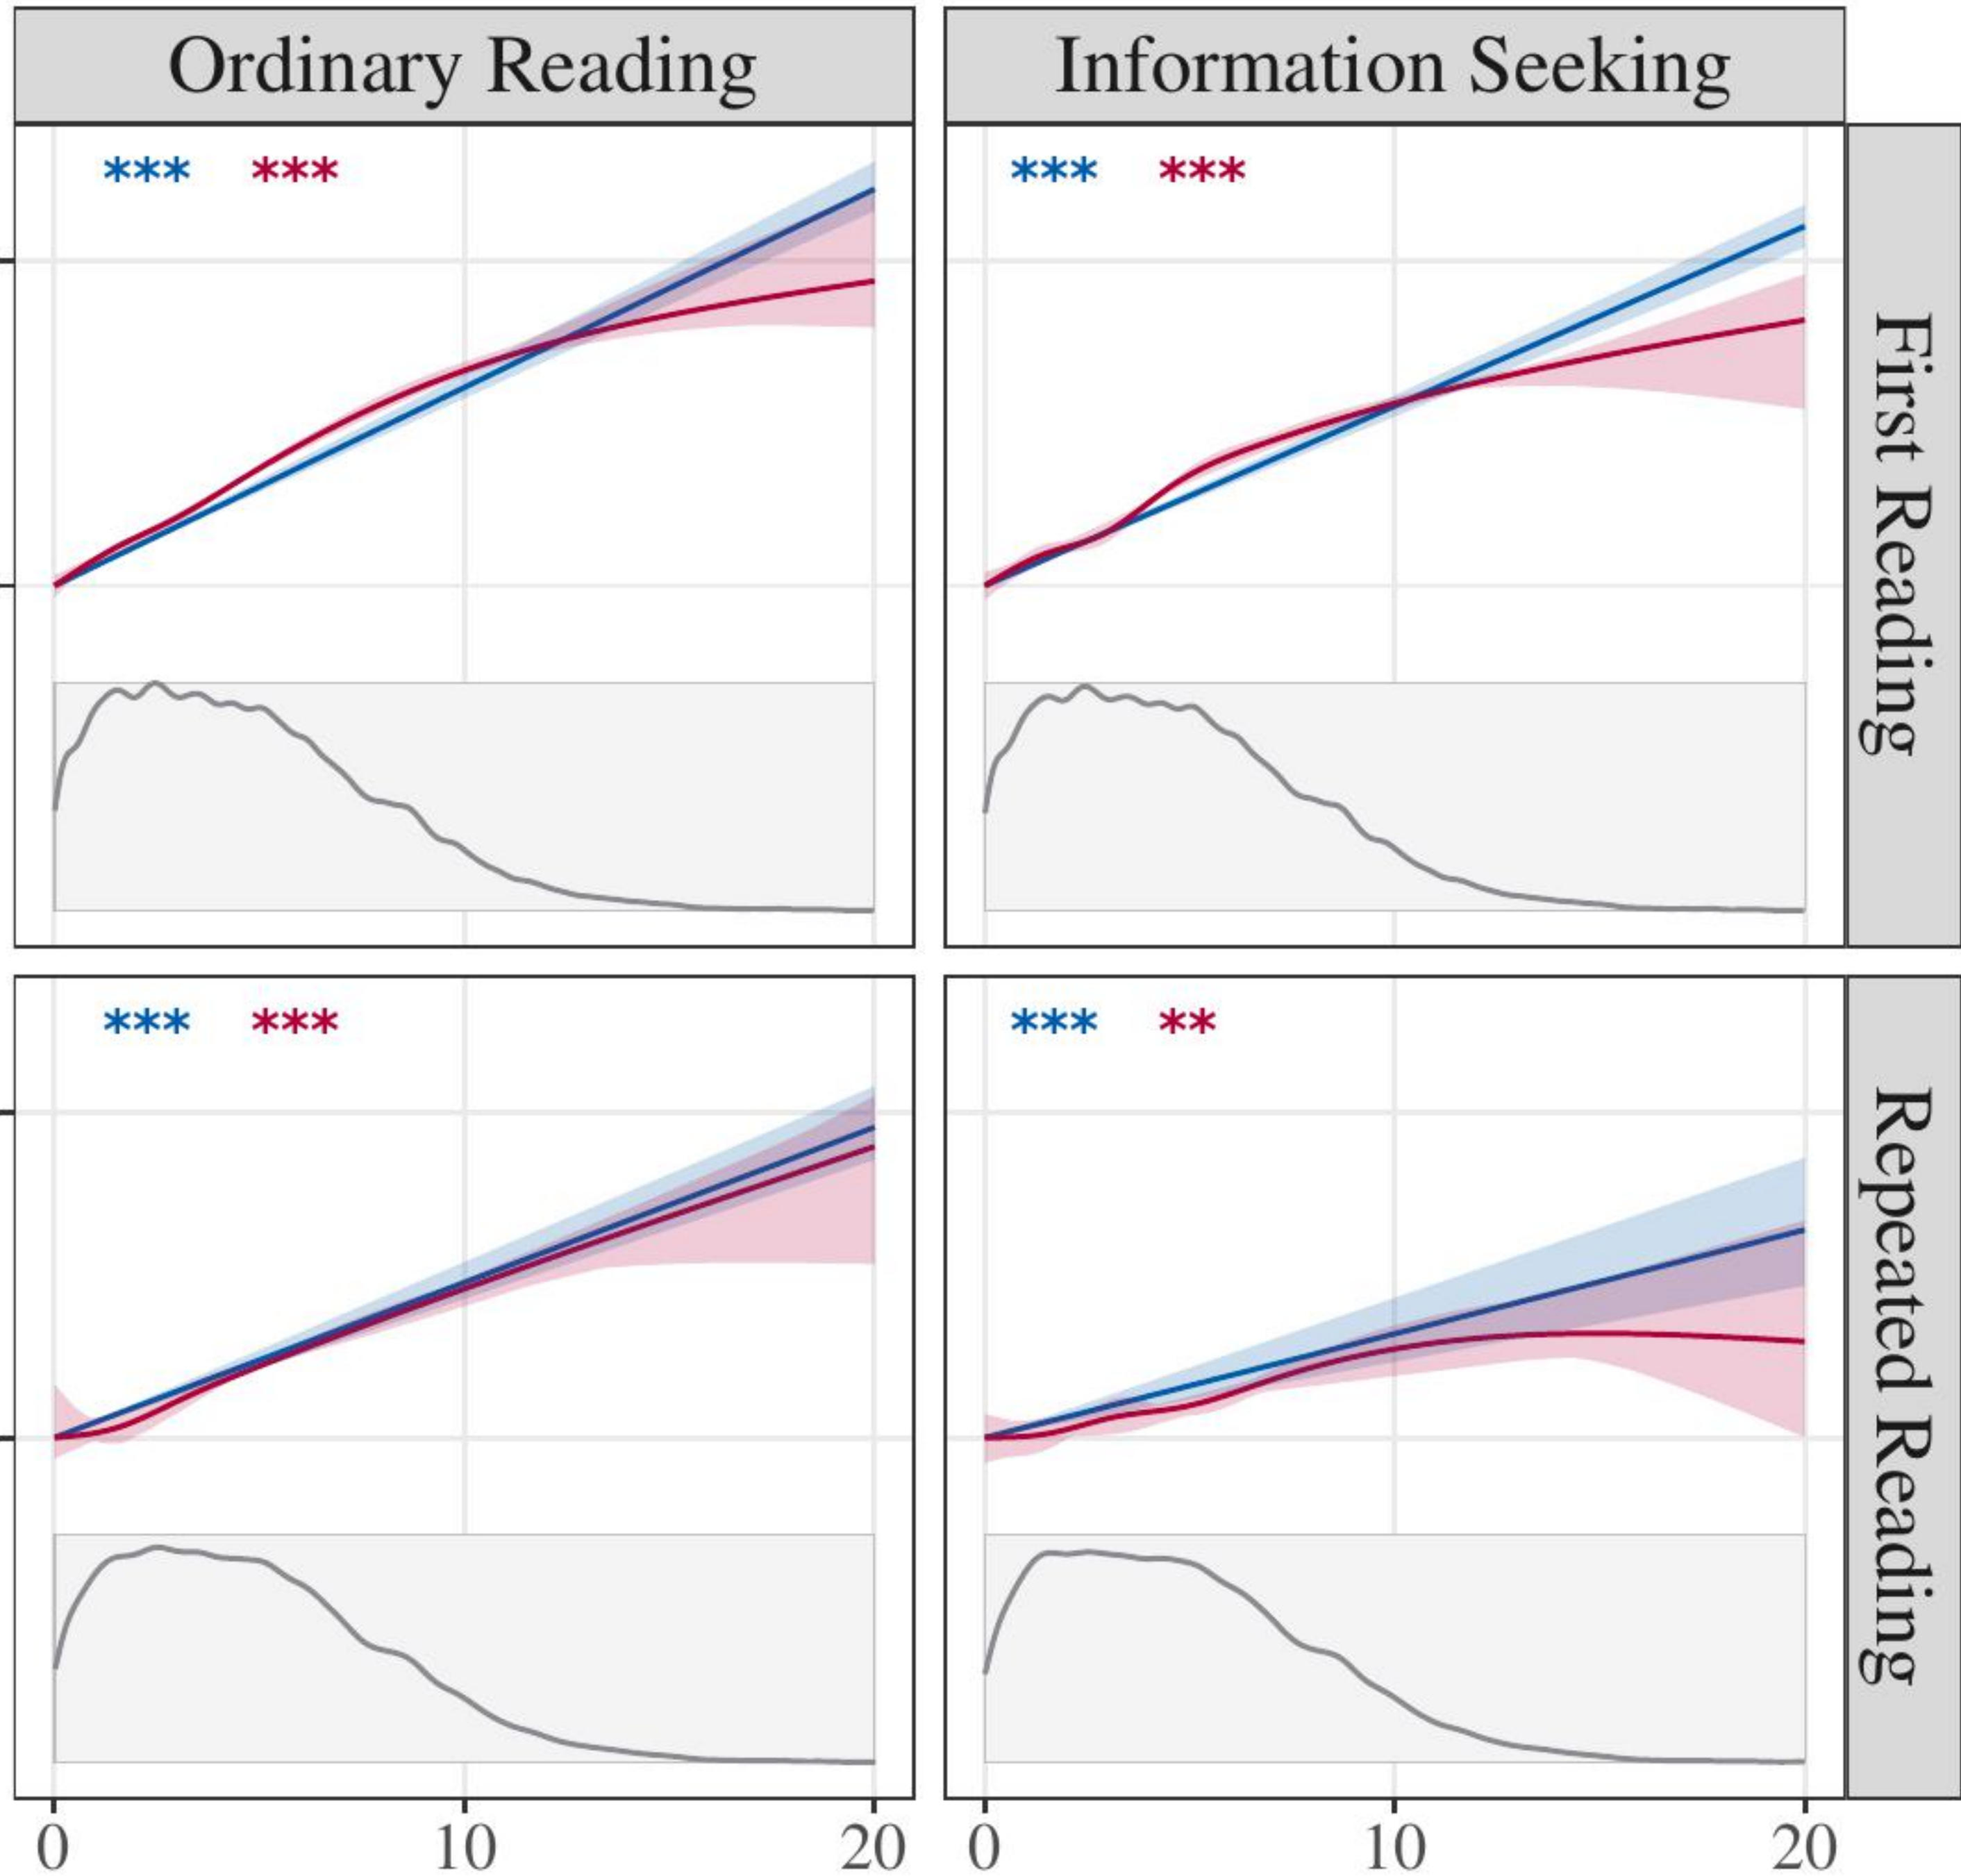 Ordinary Reading
Information Seeking
*** ***
*** ***
First Reading
*** ***
*** **
Repeated Reading
0 10 20
0 10 20